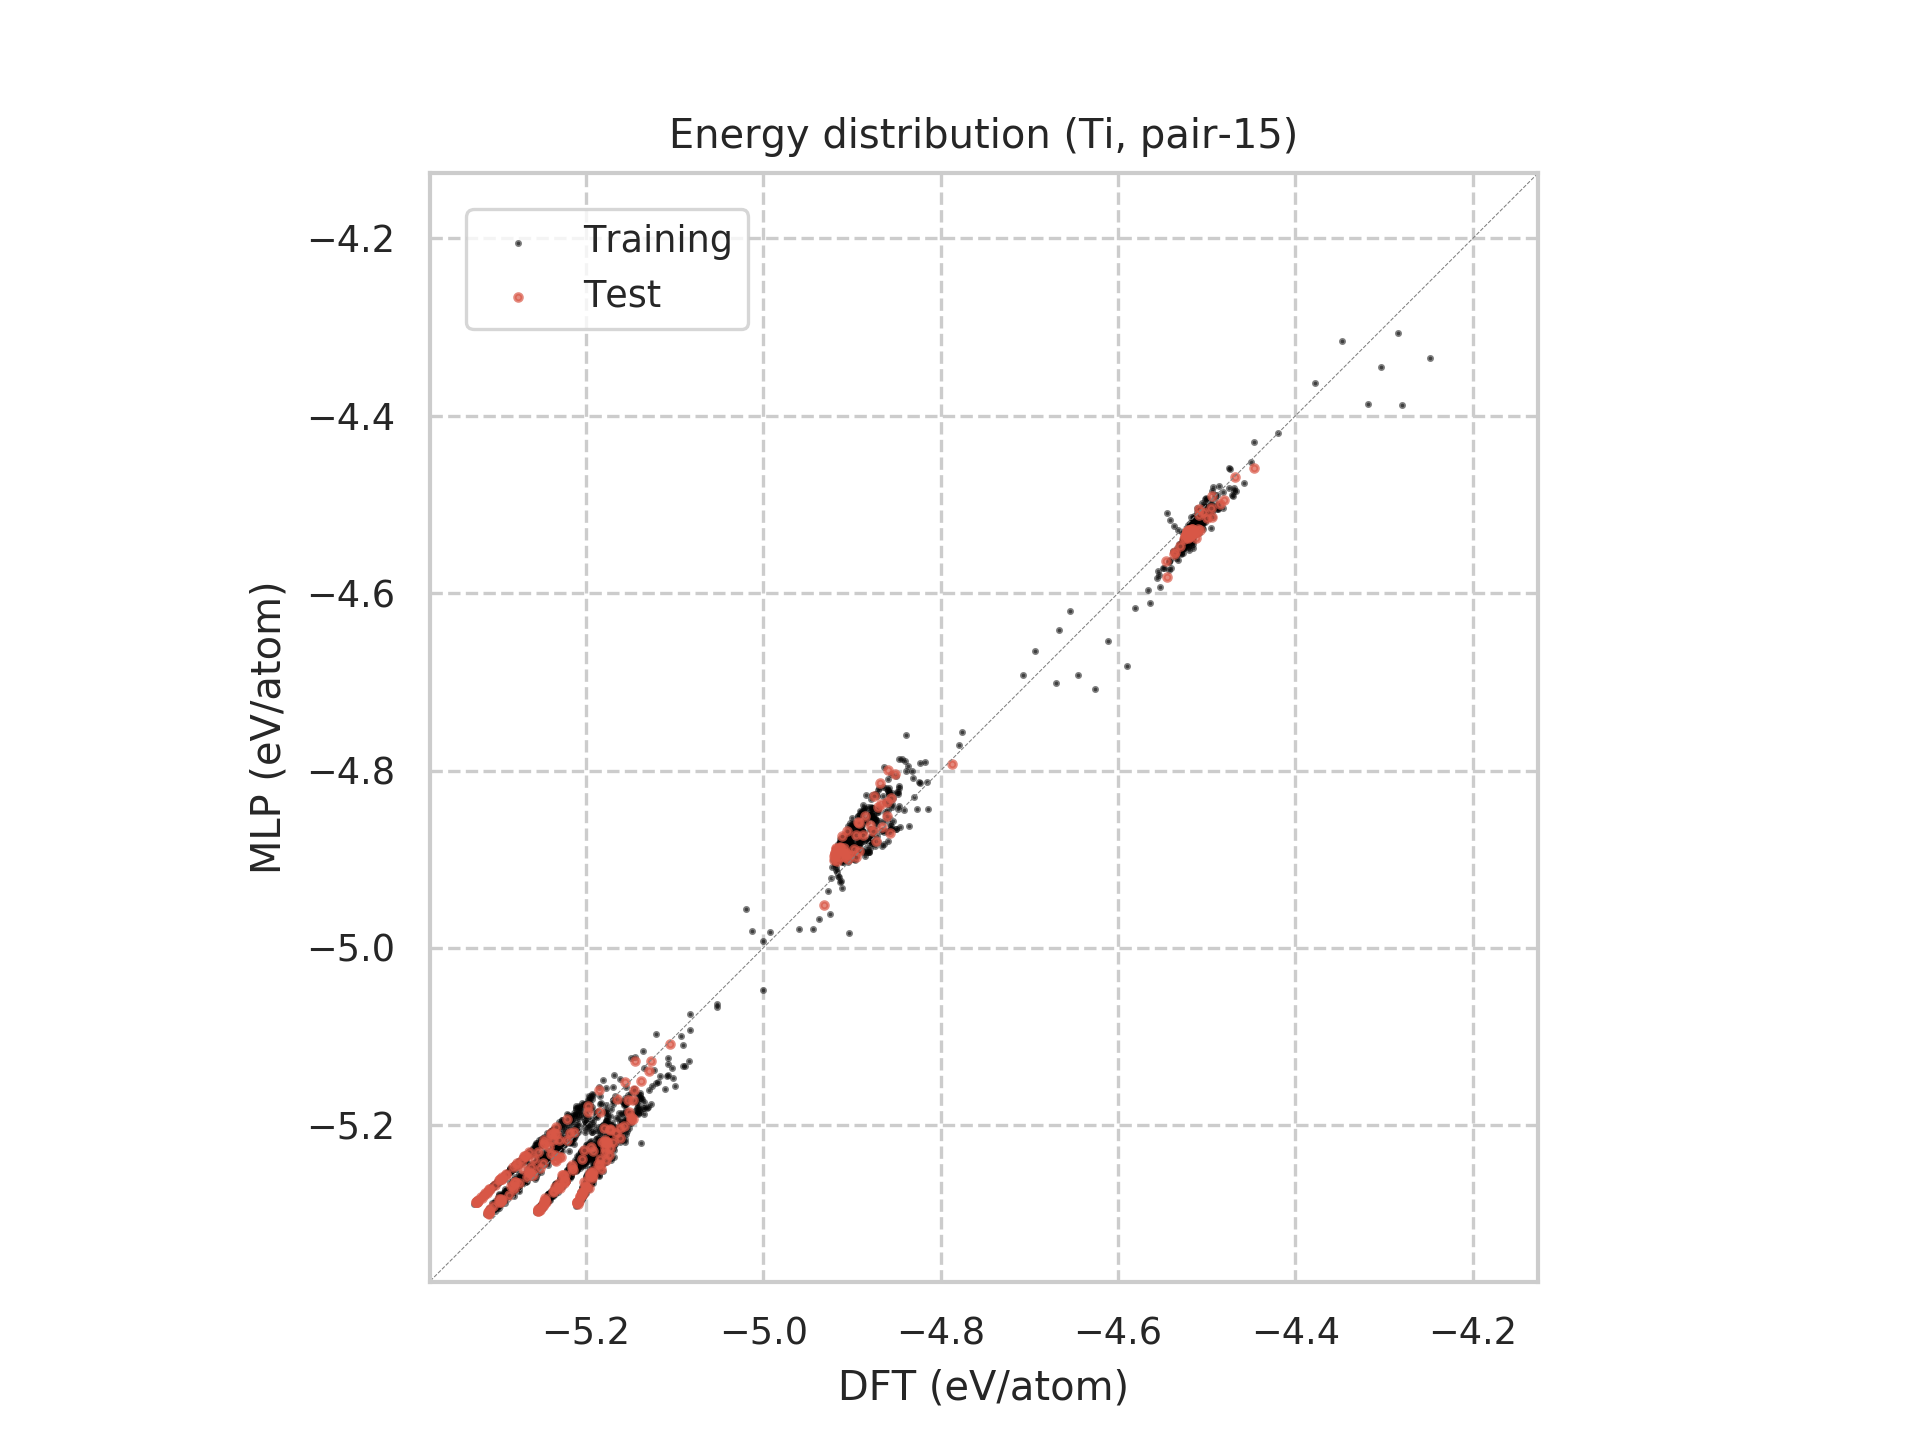 Energy distribution (Ti, pair-15)
Training
Test
−4.2
−4.4
−4.6
−4.8
−5.0
−5.2
MLP (eV/atom)
−5.2 −5.0 −4.8 −4.6 −4.4 −4.2
DFT (eV/atom)